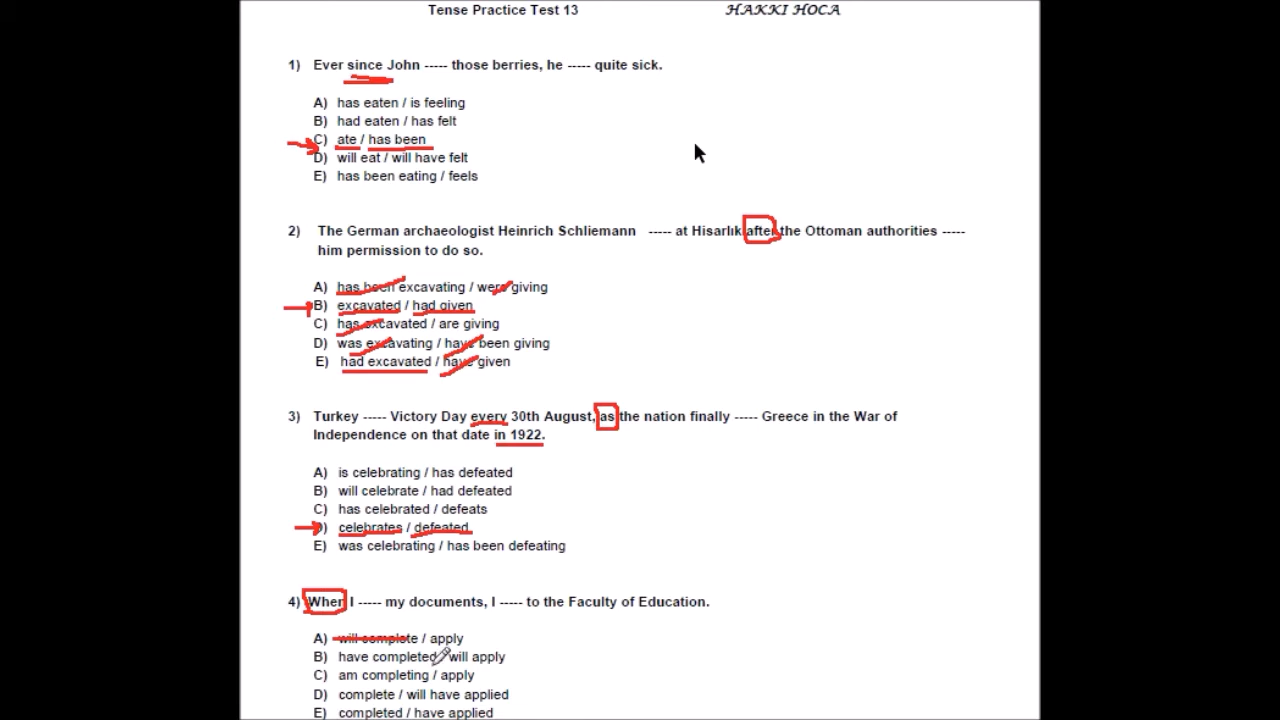 Tense Practice Test 13 HAKKI HOCA
1) Ever since John ----- those berries, he ----- quite sick.
A) has eaten / is feeling
B) had eaten / has felt
C) ate / has been
D) will eat / will have felt
E) has been eating / feels
2) The German archaeologist Heinrich Schliemann ----- at Hisarlık after the Ottoman authorities -----
him permission to do so.
A) has been excavating / were giving
B) excavated / had given
C) has excavated / are giving
D) was excavating / have been giving
E) had excavated / have given
3) Turkey ----- Victory Day every 30th August, as the nation finally ----- Greece in the War of
Independence on that date in 1922.
A) is celebrating / has defeated
B) will celebrate / had defeated
C) has celebrated / defeats
D) celebrates / defeated
E) was celebrating / has been defeating
4) When I ----- my documents, I ----- to the Faculty of Education.
A) will complete / apply
B) have completed / will apply
C) am completing / apply
D) complete / will have applied
E) completed / have applied